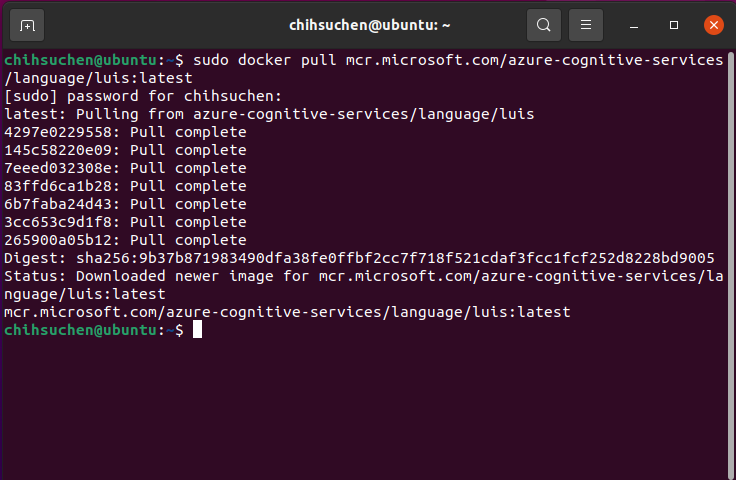 chihsuchen@ubuntu: ~
chihsuchen@ubuntu:~$ sudo docker pull mcr.microsoft.com/azure-cognitive-services
/language/luis:latest
[sudo] password for chihsuchen:
latest: Pulling from azure-cognitive-services/language/luis
4297e0229558: Pull complete
145c58220e09: Pull complete
7eeed032308e: Pull complete
83ffd6ca1b28: Pull complete
6b7faba24d43: Pull complete
3cc653c9d1f8: Pull complete
265900a05b12: Pull complete
Digest: sha256:9b37b871983490dfa38fe0ffbf2cc7f718f521cdaf3fcc1fcf252d8228bd9005
Status: Downloaded newer image for mcr.microsoft.com/azure-cognitive-services/la
nguage/luis:latest
mcr.microsoft.com/azure-cognitive-services/language/luis:latest
chihsuchen@ubuntu:~$